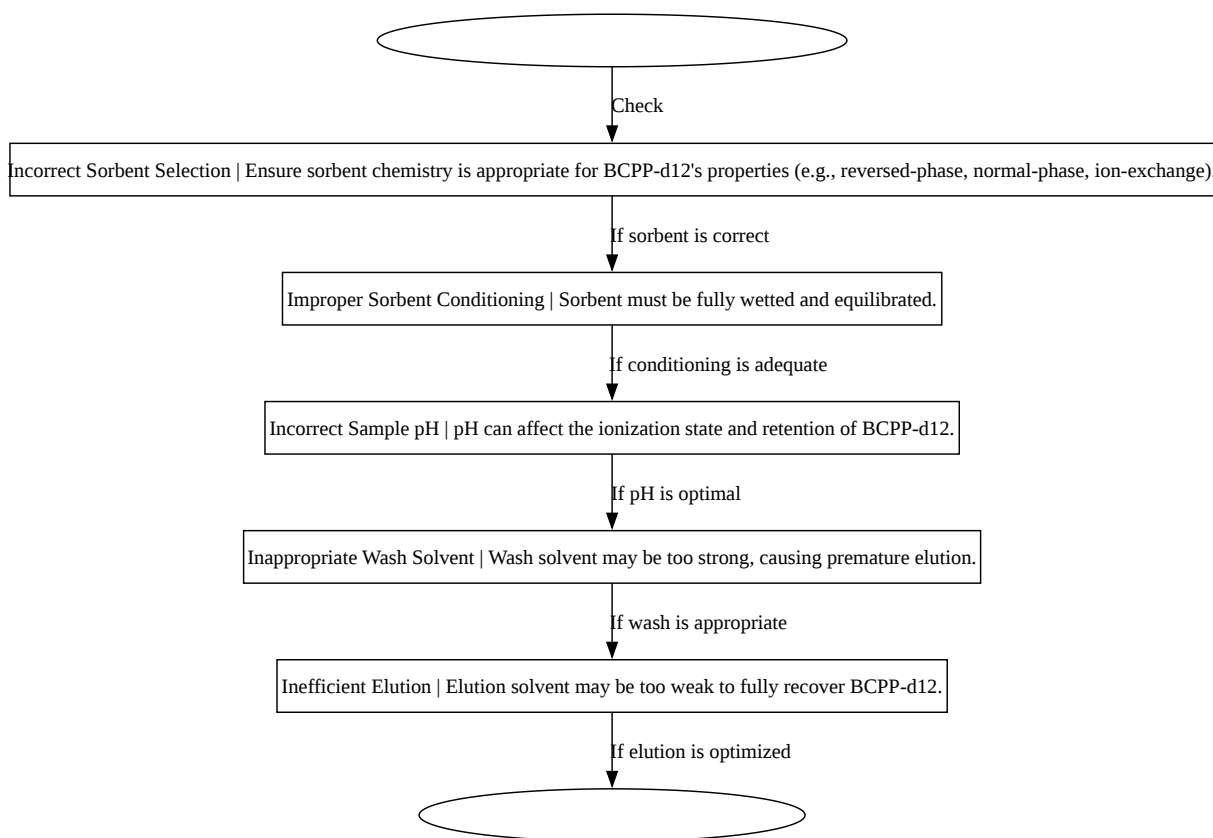 Check
Incorrect Sorbent Selection | Ensure sorbent chemistry is appropriate for BCPP-d12's properties (e.g., reversed-phase, normal-phase, ion-exchange).
If sorbent is correct
Improper Sorbent Conditioning | Sorbent must be fully wetted and equilibrated.
If conditioning is adequate
Incorrect Sample pH | pH can affect the ionization state and retention of BCPP-d12.
If pH is optimal
Inappropriate Wash Solvent | Wash solvent may be too strong, causing premature elution.
If wash is appropriate
Inefficient Elution | Elution solvent may be too weak to fully recover BCPP-d12.
If elution is optimized